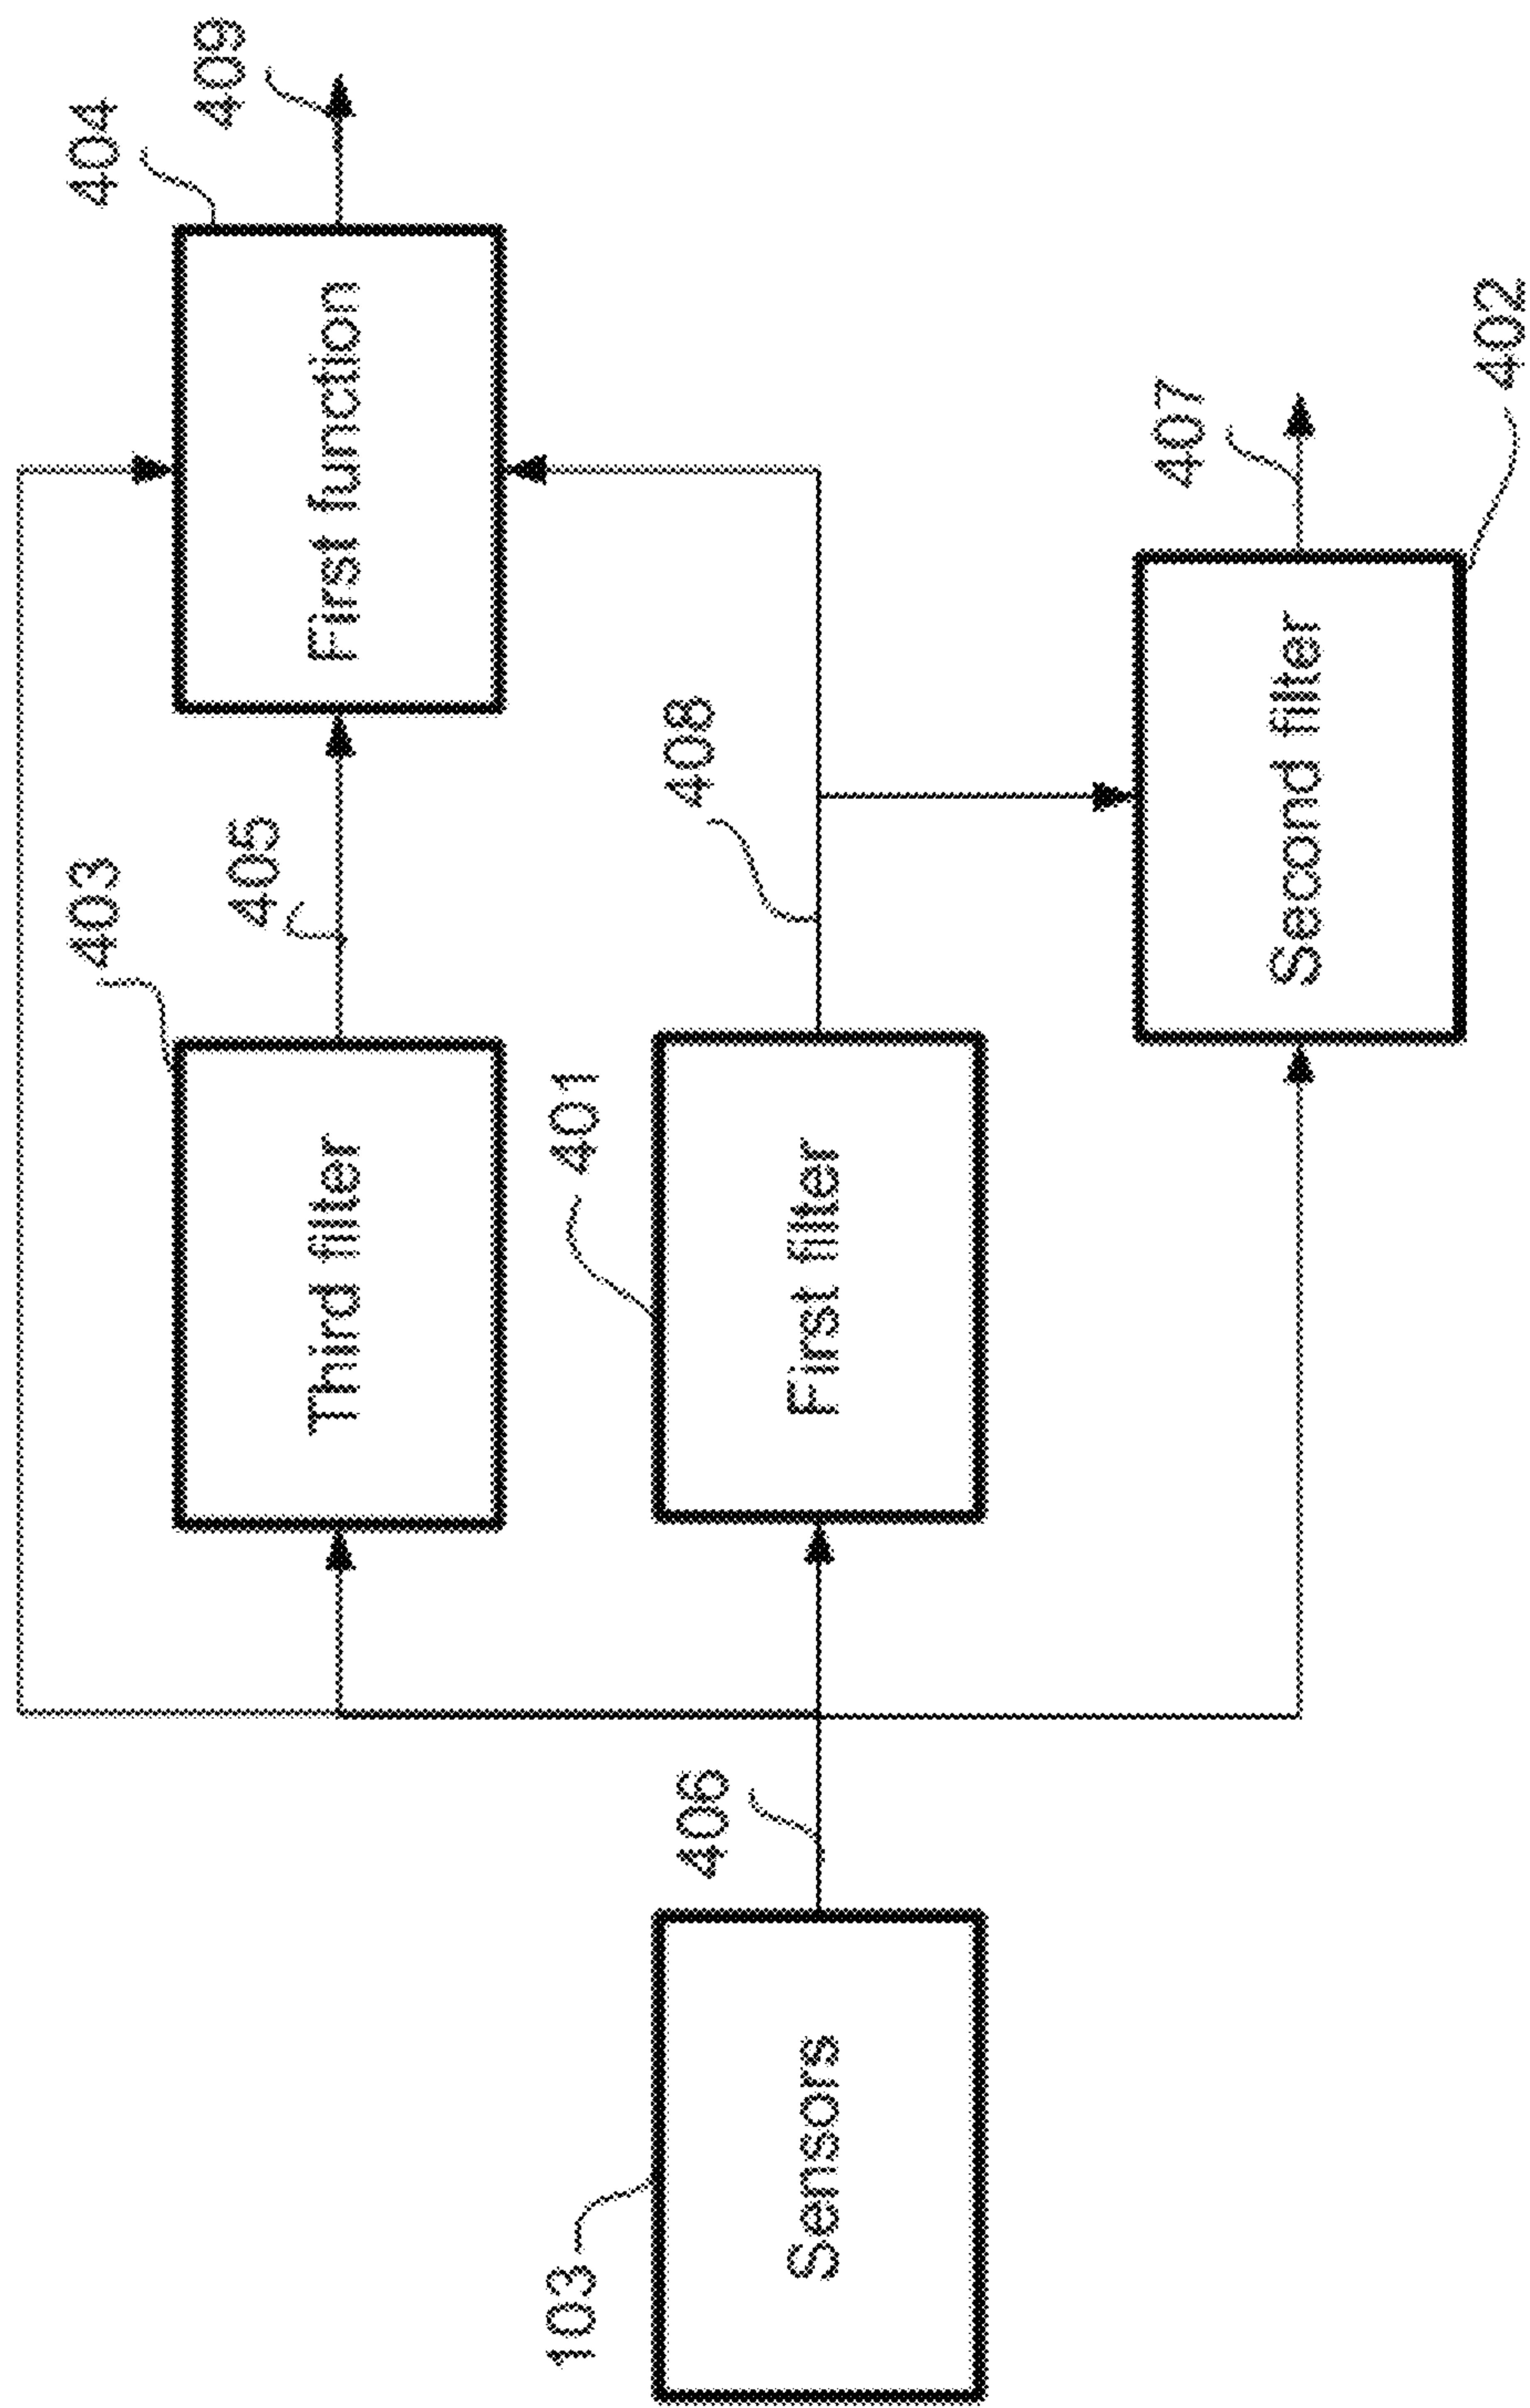 404
409
First function
403
405
Third filter
408
407
401
First filter
Second filter
402
406
103
Sensors